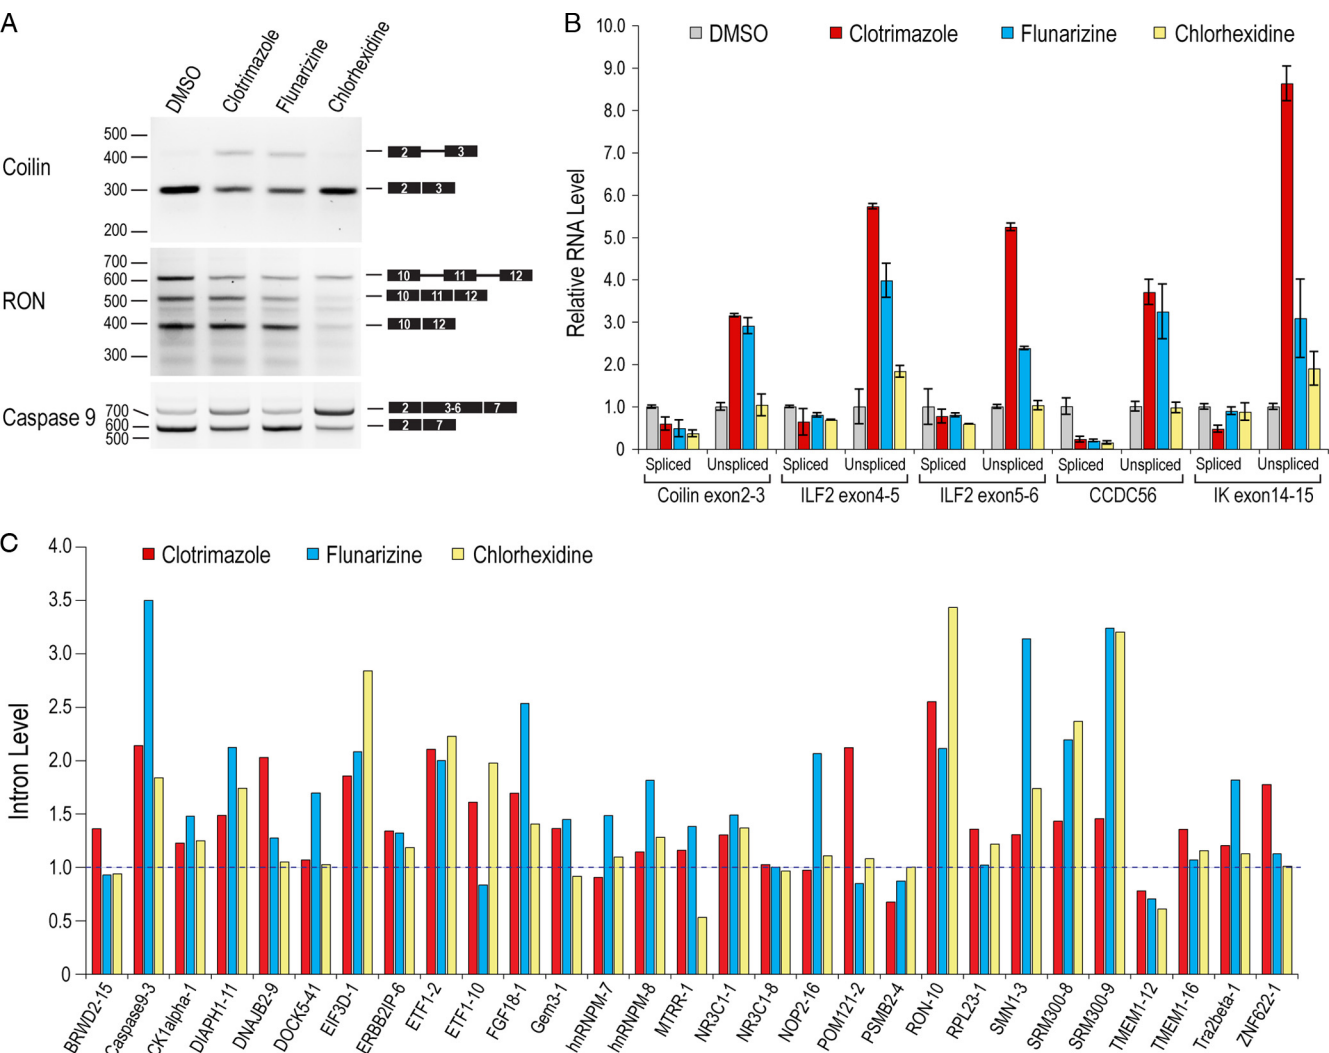 A
DMSO
Clotrimazole
Flunarizine
Chlorhexidine
Coilin
500
400
300
200
2 3
2 3
RON
700
600
500
400
300
10 11 12
10 11 12
10 12
Caspase 9
700
600
500
2 3-6 7
2 7
B
DMSO Clotrimazole Flunarizine Chlorhexidine
Relative RNA Level
10.0
9.0
8.0
7.0
6.0
5.0
4.0
3.0
2.0
1.0
0
Spliced Unspliced Spliced Unspliced Spliced Unspliced Spliced Unspliced Spliced Unspliced
Coilin exon2-3 ILF2 exon4-5 ILF2 exon5-6 CCDC56 IK exon14-15
C
Clotrimazole Flunarizine Chlorhexidine
Intron Level
4.0
3.5
3.0
2.5
2.0
1.5
1.0
0.5
0
BRWD2-15
Caspase9-3
CK1alpha-1
DIAPH1-11
DNAJB2-9
DOCK5-41
EIF3D-1
ERBB2IP-6
ETF1-2
ETF1-10
FGF18-1
Gen3-1
hnRNPM-7
hnRNPM-8
MTRR-1
NR3C1-1
NR3C1-8
NOP2-16
POM121-2
PSMB2-4
RON-10
RPL23-1
SMN1-3
SRM300-8
SRM300-9
TMEM1-12
TMEM1-16
Tra2beta-1
ZNF622-1